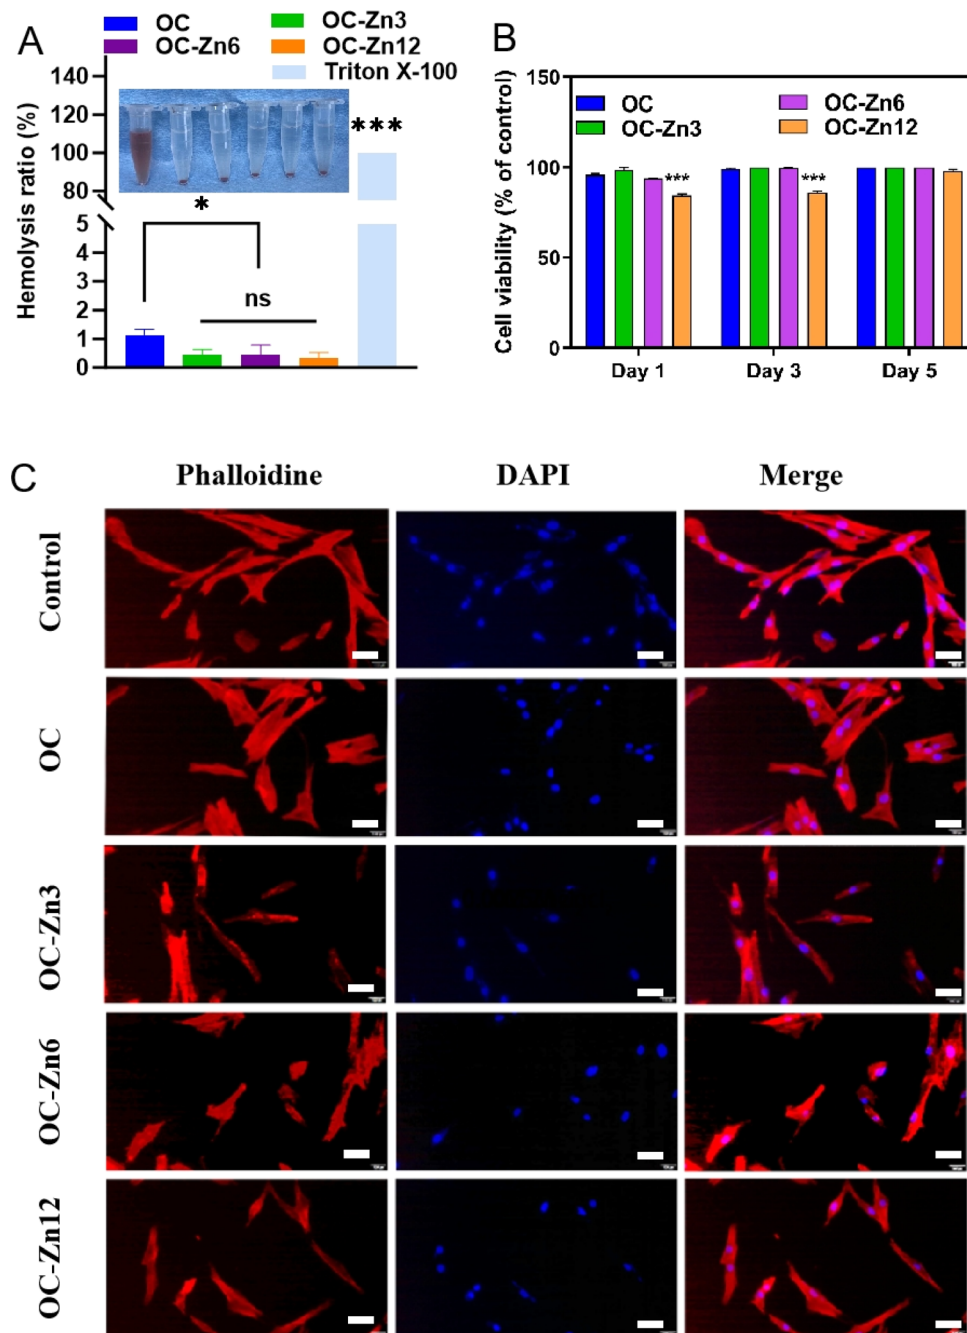 A
OC
OC-Zn3
OC-Zn6
OC-Zn12
Triton X-100
Hemolysis ratio (%)
140
120
100
80
5
4
3
2
1
0
*
ns
***
B
Cell viability (% of control)
150
100
50
0
OC
OC-Zn6
OC-Zn3
OC-Zn12
***
***
Day 1
Day 3
Day 5
C
Phalloidine
DAPI
Merge
Control
OC
OC-Zn3
OC-Zn6
OC-Zn12